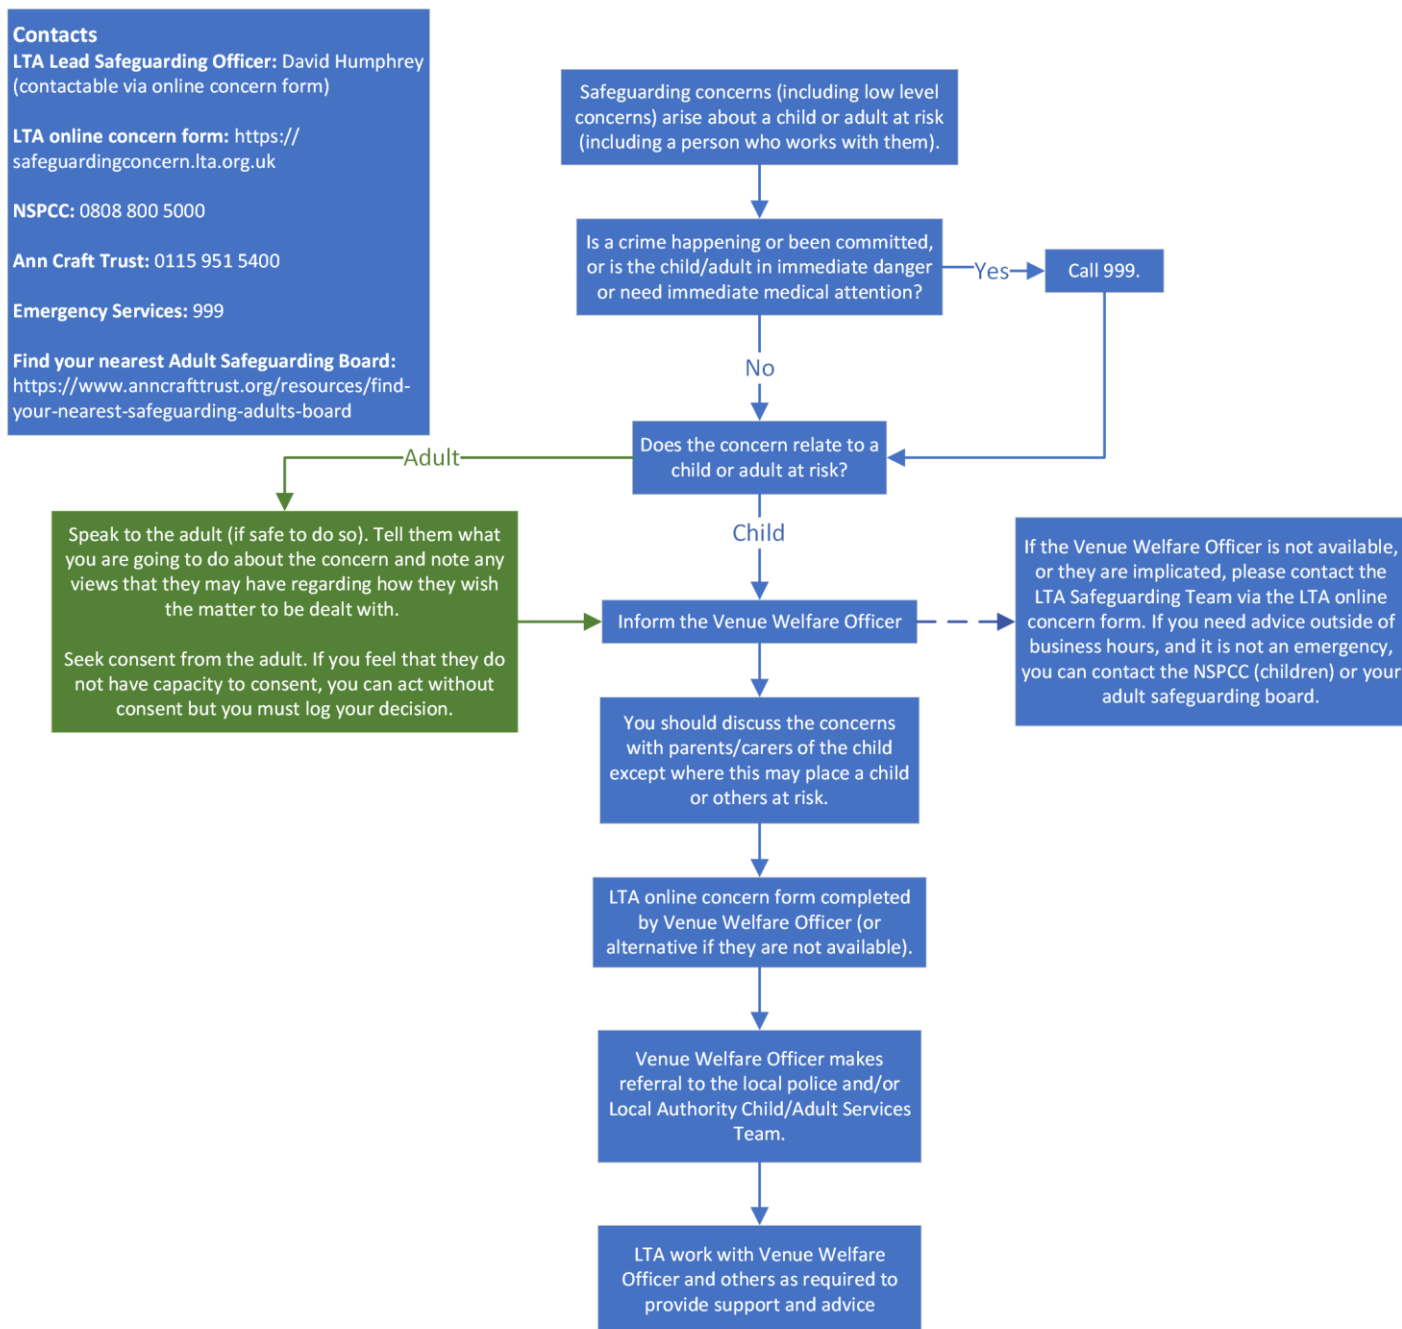 Contacts
LTA Lead Safeguarding Officer: David Humphrey
(contactable via online concern form)
LTA online concern form: https://
safeguardingconcern.lta.org.uk
NSPCC: 0808 800 5000
Ann Craft Trust: 0115 951 5400
Emergency Services: 999
Find your nearest Adult Safeguarding Board:
https://www.anncrafttrust.org/resources/find-
your-nearest-safeguarding-adults-board
Safeguarding concerns (including low level
concerns) arise about a child or adult at risk
(including a person who works with them).
Is a crime happening or been committed,
or is the child/adult in immediate danger
or need immediate medical attention?
Yes
Call 999.
No
Does the concern relate to a
child or adult at risk?
Adult
Speak to the adult (if safe to do so). Tell them what
you are going to do about the concern and note any
views that they may have regarding how they wish
the matter to be dealt with.
Seek consent from the adult. If you feel that they do
not have capacity to consent, you can act without
consent but you must log your decision.
Child
Inform the Venue Welfare Officer
If the Venue Welfare Officer is not available,
or they are implicated, please contact the
LTA Safeguarding Team via the LTA online
concern form. If you need advice outside of
business hours, and it is not an emergency,
you can contact the NSPCC (children) or your
adult safeguarding board.
You should discuss the concerns
with parents/carers of the child
except where this may place a child
or others at risk.
LTA online concern form completed
by Venue Welfare Officer (or
alternative if they are not available).
Venue Welfare Officer makes
referral to the local police and/or
Local Authority Child/Adult Services
Team.
LTA work with Venue Welfare
Officer and others as required to
provide support and advice